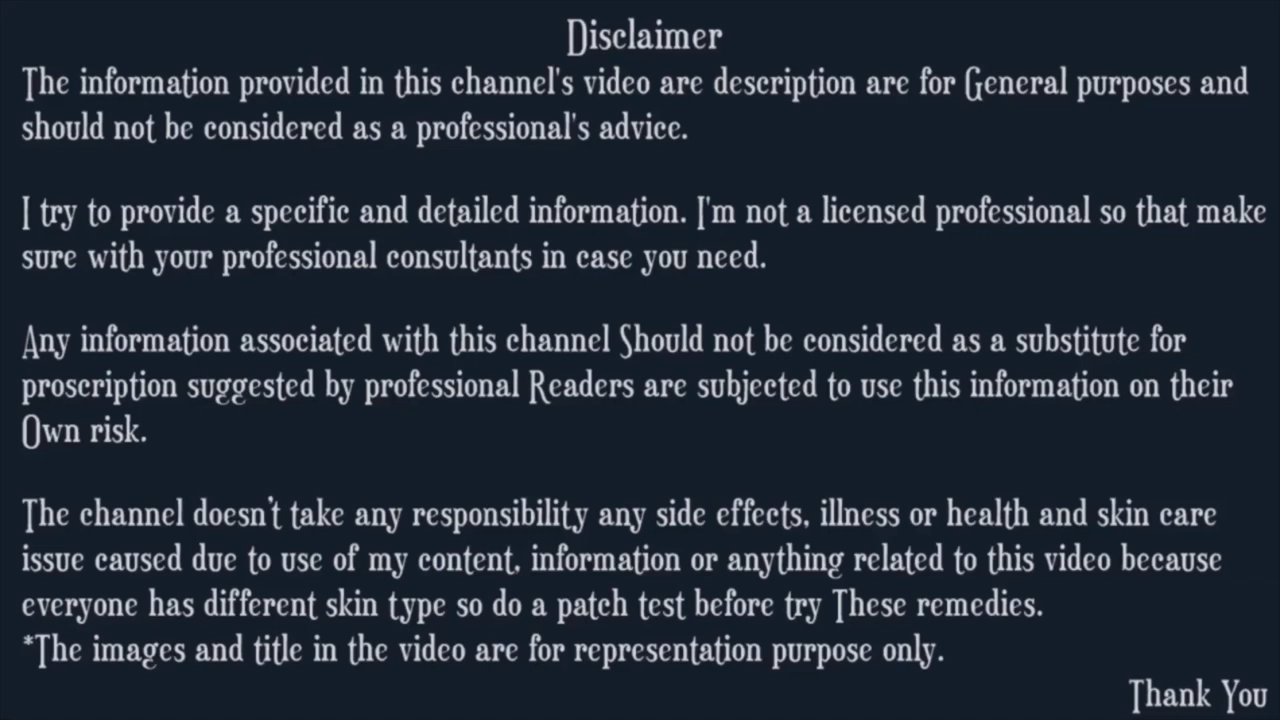 Disclaimer
The information provided in this channel's video are description are for General purposes and
should not be considered as a professional's advice.
I try to provide a specific and detailed information. I'm not a licensed professional so that make
sure with your professional consultants in case you need.
Any information associated with this channel Should not be considered as a substitute for
proscription suggested by professional Readers are subjected to use this information on their
Own risk.
The channel doesn't take any responsibility any side effects, illness or health and skin care
issue caused due to use of my content, information or anything related to this video because
everyone has different skin type so do a patch test before try These remedies.
*The images and title in the video are for representation purpose only.
Thank You